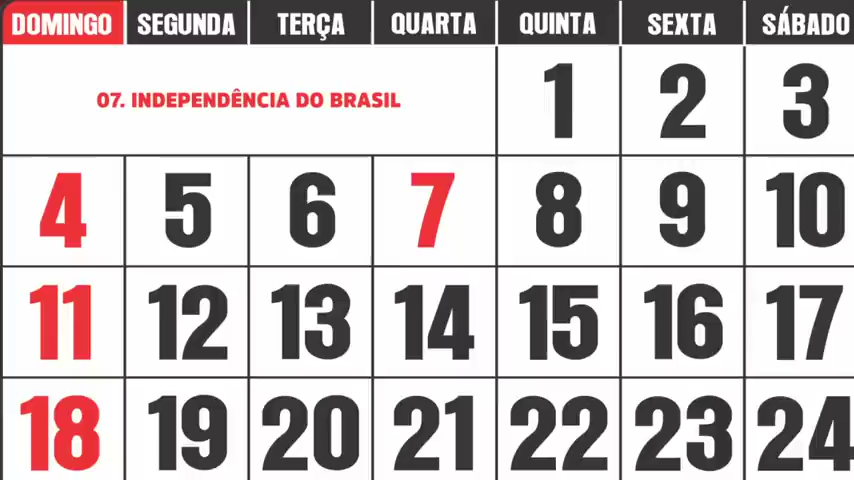 DOMINGO SEGUNDA TERÇA QUARTA QUINTA SEXTA SÁBADO
07. INDEPENDÊNCIA DO BRASIL 1 2 3
4 5 6 7 8 9 10
11 12 13 14 15 16 17
18 19 20 21 22 23 24